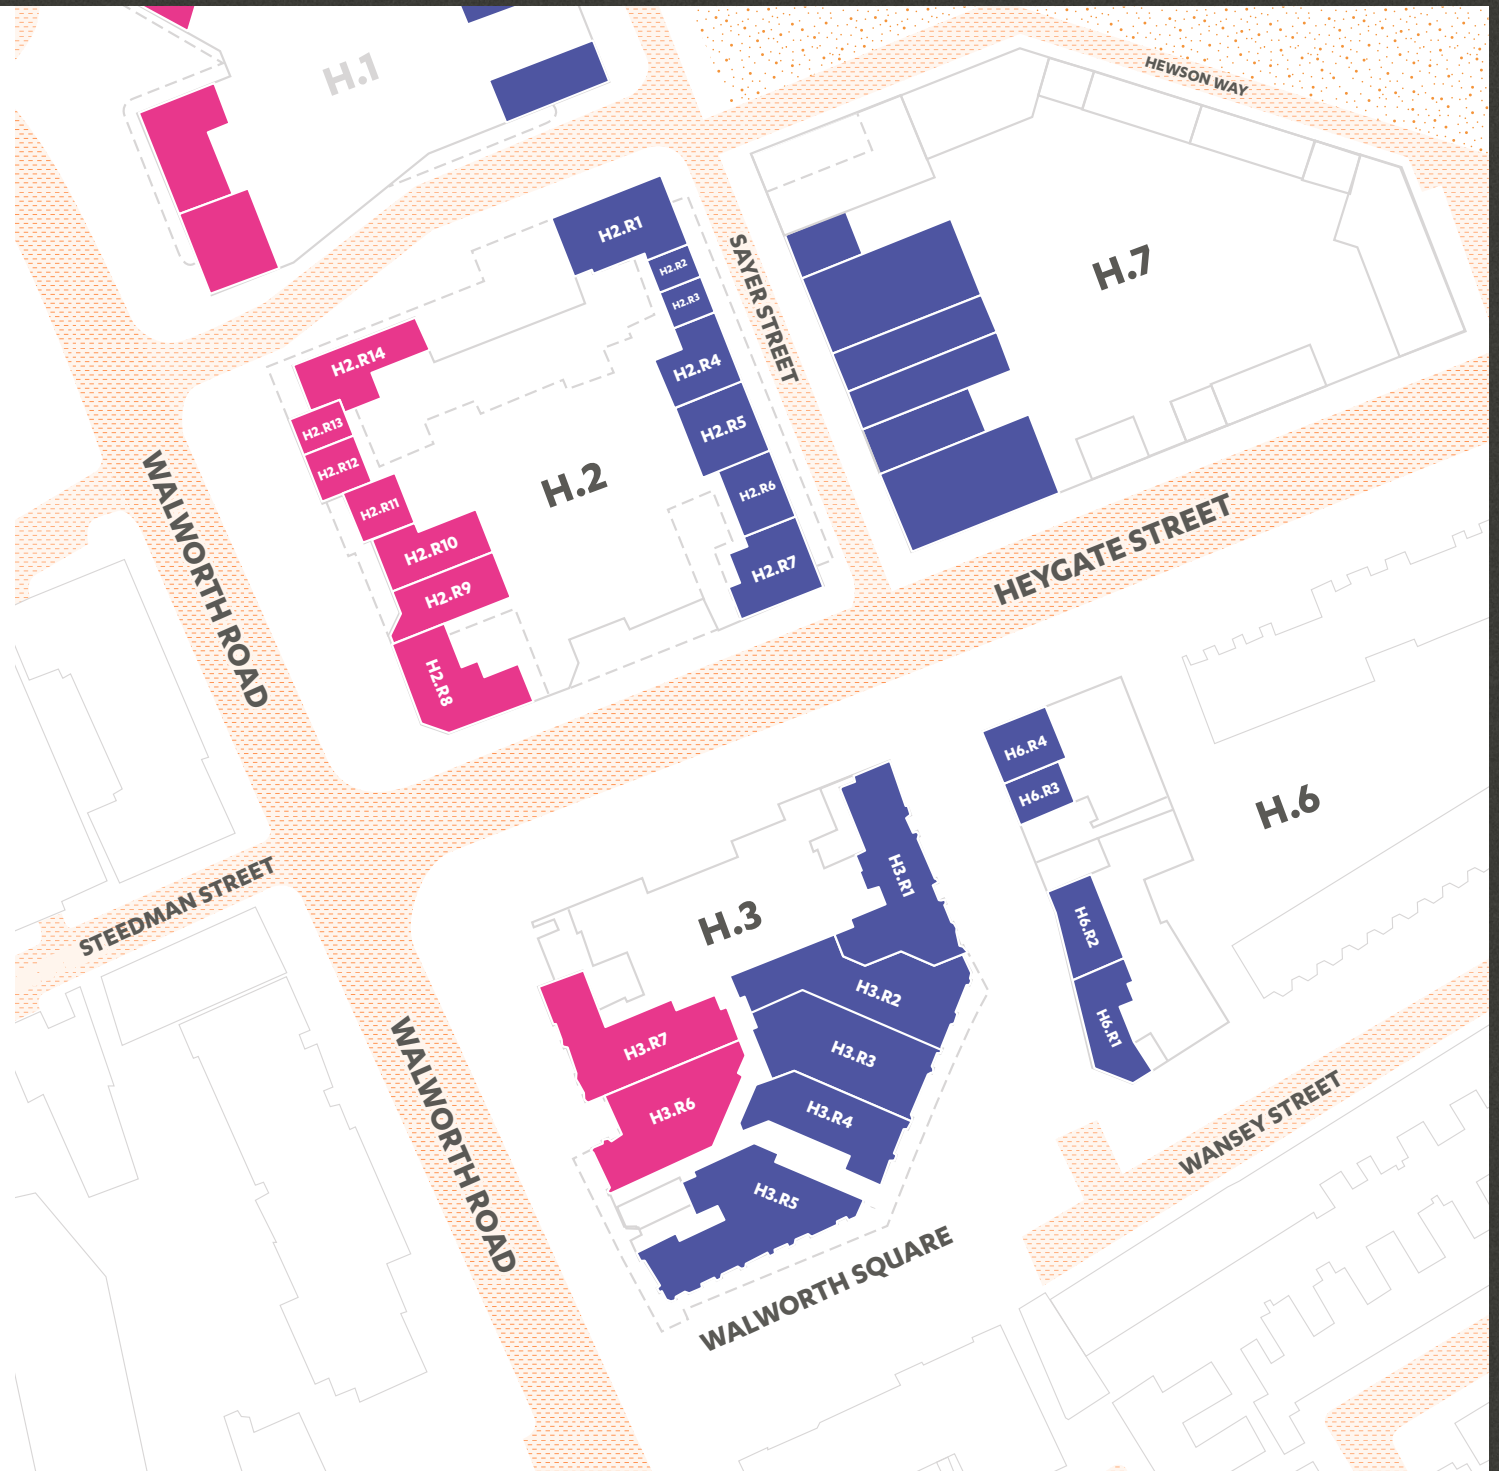 H.1
HEWSON WAY
H2.R1
SAYER STREET
H.7
H2.R2
H2.R3
H2.R14
H2.R4
H2.R13
H2.R5
H2.R12
H.2
H2.R6
H2.R11
H2.R10
H2.R7
HEYGATE STREET
H2.R9
WALWORTH ROAD
H2.R8
H6.R4
H6.R3
H.6
H3.R1
STEEDMAN STREET
H.3
H6.R2
H3.R2
H6.R1
H3.R7
H3.R3
H3.R6
H3.R4
WANSEY STREET
WALWORTH ROAD
H3.R5
WALWORTH SQUARE